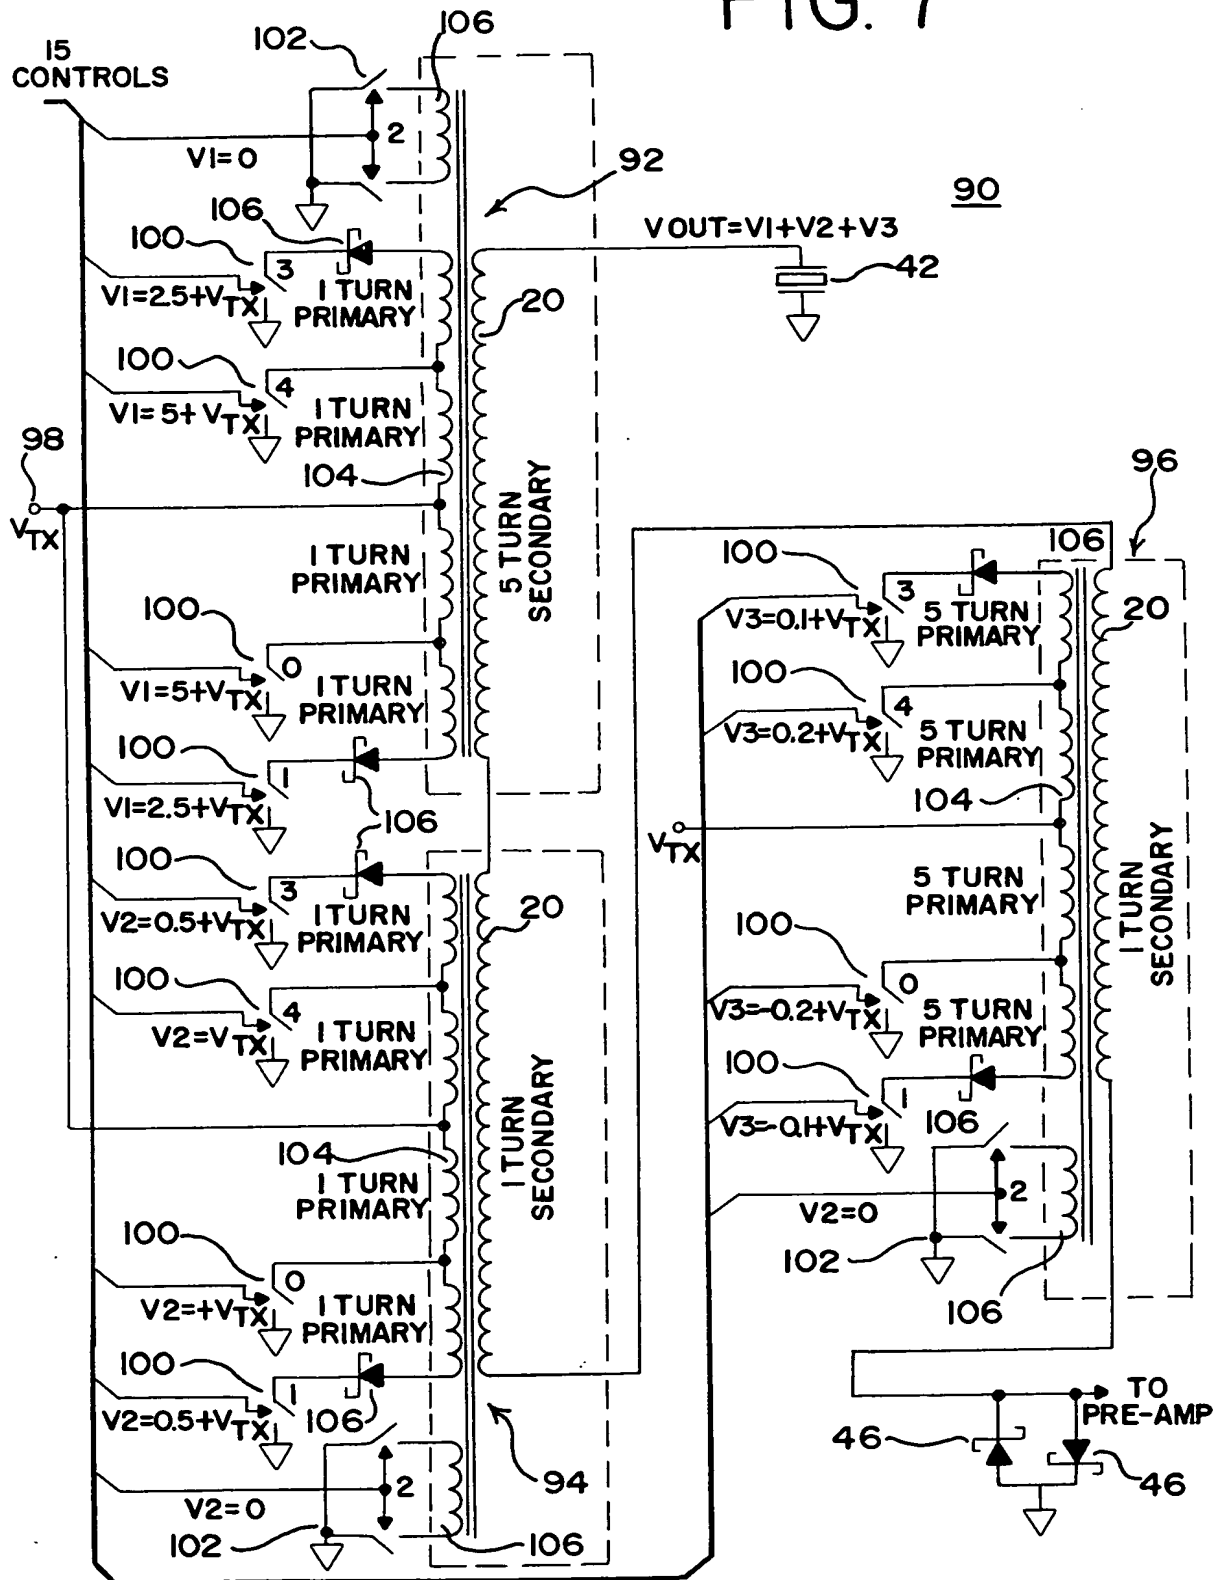 FIG. 7
106
102
15
CONTROLS
2
V1=0
92
90
106
VOUT=V1+V2+V3
100
3
42
V1=2.5+VTX
1 TURN
PRIMARY
20
100
4
V1=5+VTX
1 TURN
PRIMARY
98
104
VTX
5 TURN
SECONDARY
1 TURN
PRIMARY
100
0
V1=5+VTX
1 TURN
PRIMARY
100
1
V1=2.5+VTX
106
100
3
V2=0.5+VTX
1 TURN
PRIMARY
20
100
4
V2=VTX
1 TURN
PRIMARY
1 TURN
SECONDARY
104
1 TURN
PRIMARY
100
0
V2=+VTX
1 TURN
PRIMARY
100
1
V2=0.5+VTX
106
2
94
V2=0
102
106
96
106
100
3
V3=0.1+VTX
5 TURN
PRIMARY
20
100
4
V3=0.2+VTX
5 TURN
PRIMARY
104
VTX
5 TURN
PRIMARY
1 TURN
SECONDARY
100
0
V3=-0.2+VTX
5 TURN
PRIMARY
100
1
V3=-0.1+VTX
106
2
V2=0
102
106
TO
PRE-AMP
46
46